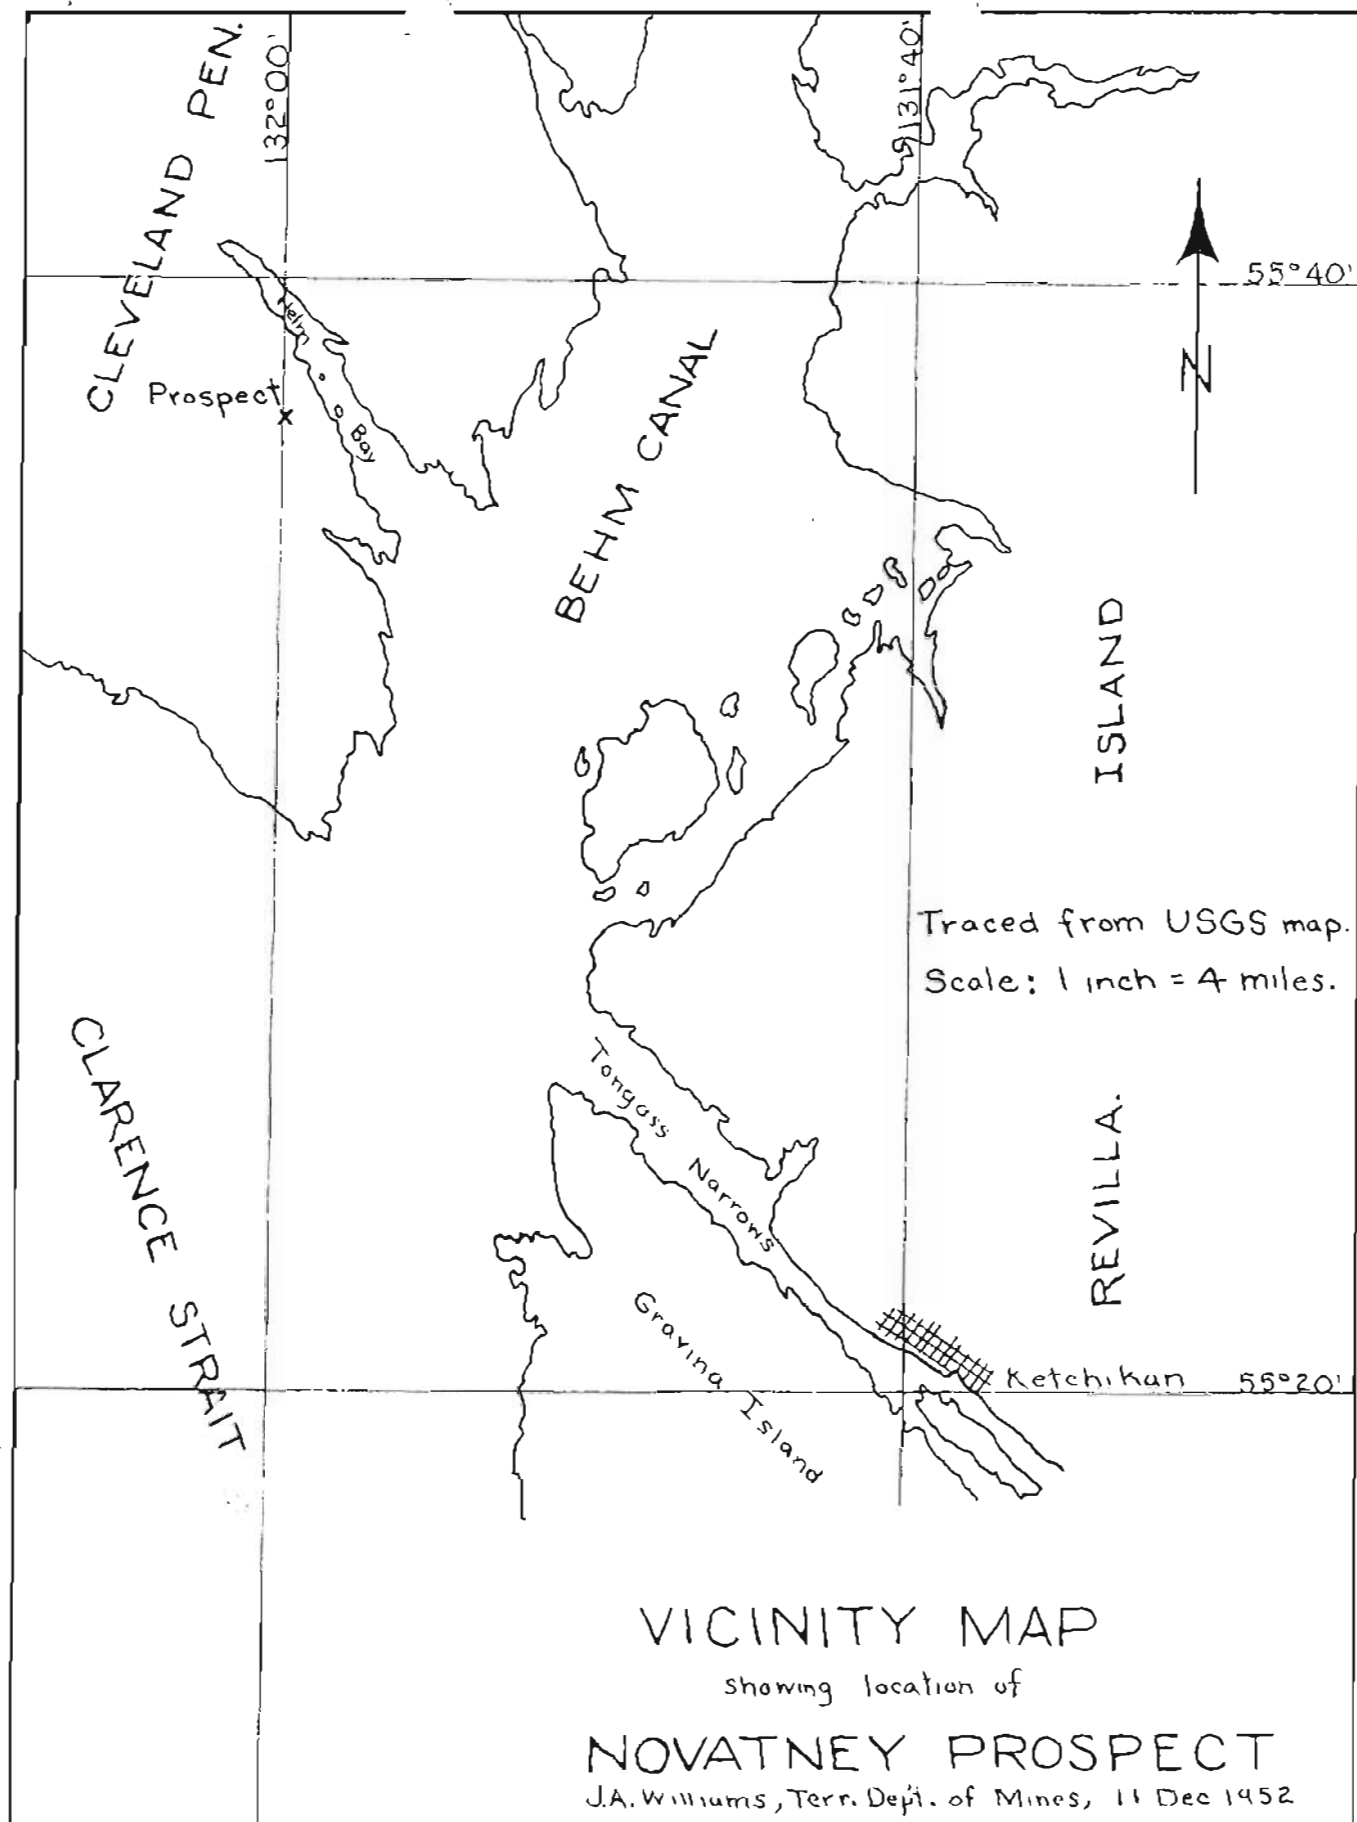 CLEVELAND PEN.
132°00'
131°40'
55°40'
N
Helm
Bay
Prospect
x
BEHM CANAL
ISLAND
Traced from USGS map.
Scale: 1 inch = 4 miles.
CLARENCE STRAIT
Tongass
Narrows
REVILLA.
Gravina Island
Ketchikan
55°20'
VICINITY MAP
showing location of
NOVATNEY PROSPECT
J.A. Williams, Terr. Dep't. of Mines, 11 Dec 1952